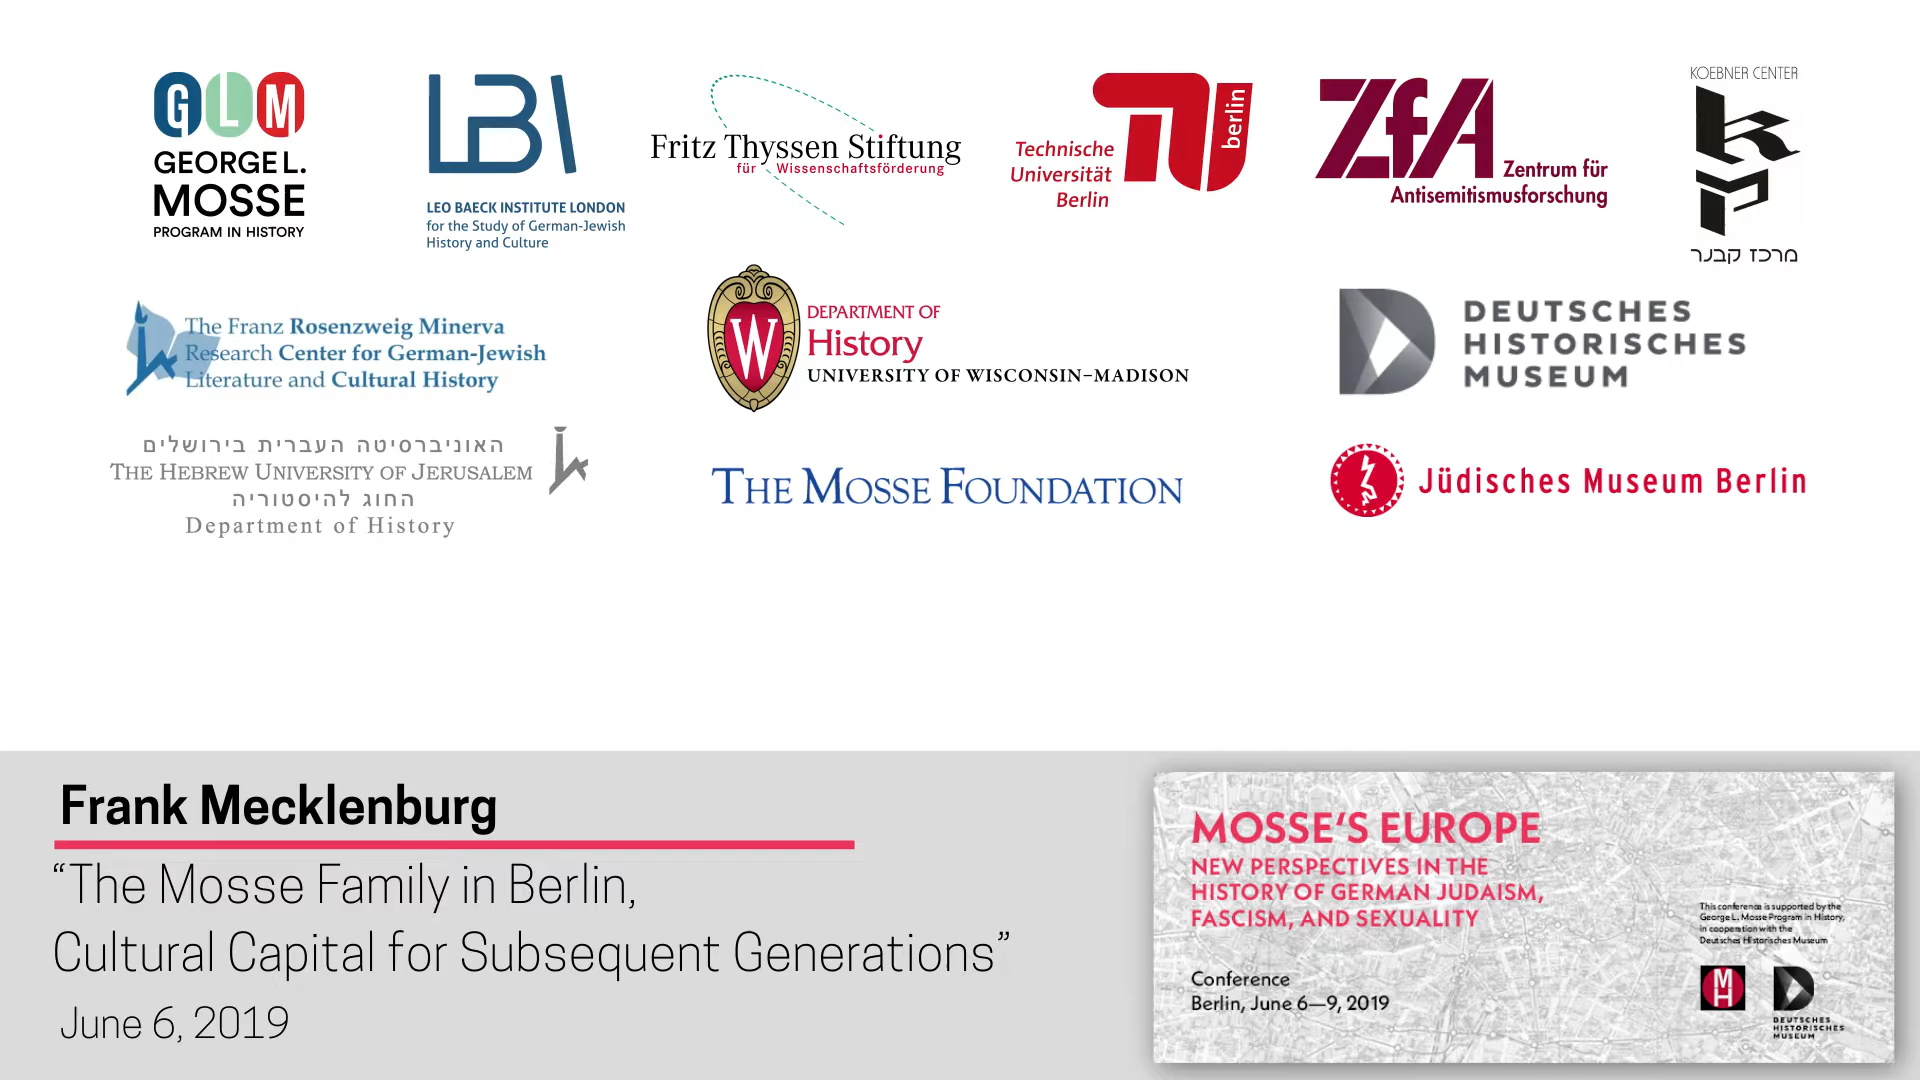 GLM
GEORGE L.
MOSSE
PROGRAM IN HISTORY
LBI
LEO BAECK INSTITUTE LONDON
for the Study of German-Jewish
History and Culture
Fritz Thyssen Stiftung
für Wissenschaftsförderung
Technische
Universität
Berlin
berlin
ZfA
Zentrum für
Antisemitismusforschung
KOEBNER CENTER
מרכז קבנר
The Franz Rosenzweig Minerva
Research Center for German-Jewish
Literature and Cultural History
W
DEPARTMENT OF
History
UNIVERSITY OF WISCONSIN–MADISON
DEUTSCHES
HISTORISCHES
MUSEUM
האוניברסיטה העברית בירושלים
THE HEBREW UNIVERSITY OF JERUSALEM
החוג להיסטוריה
Department of History
THE MOSSE FOUNDATION
Jüdisches Museum Berlin
Frank Mecklenburg
“The Mosse Family in Berlin,
Cultural Capital for Subsequent Generations”
June 6, 2019
MOSSE‘S EUROPE
NEW PERSPECTIVES IN THE
HISTORY OF GERMAN JUDAISM,
FASCISM, AND SEXUALITY
Conference
Berlin, June 6—9, 2019
This conference is supported by the
George L. Mosse Program in History,
in cooperation with the
Deutsches Historisches Museum
M
H
DEUTSCHES
HISTORISCHES
MUSEUM